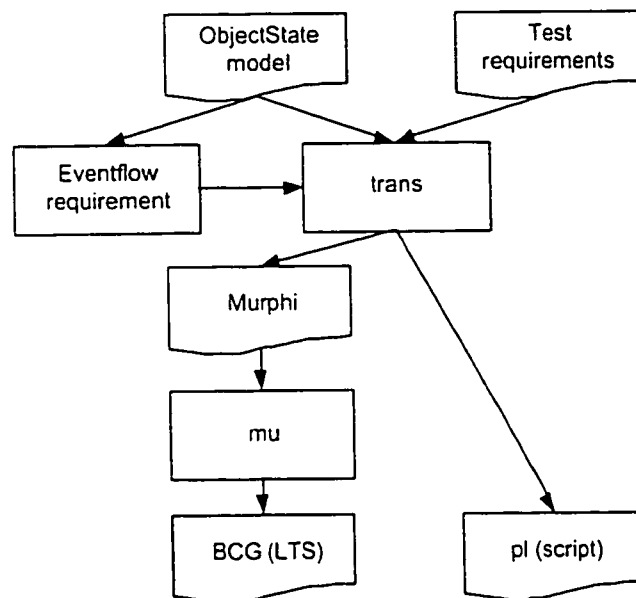 ObjectState
model
Test
requirements
Eventflow
requirement
trans
Murphi
mu
BCG (LTS)
pl (script)